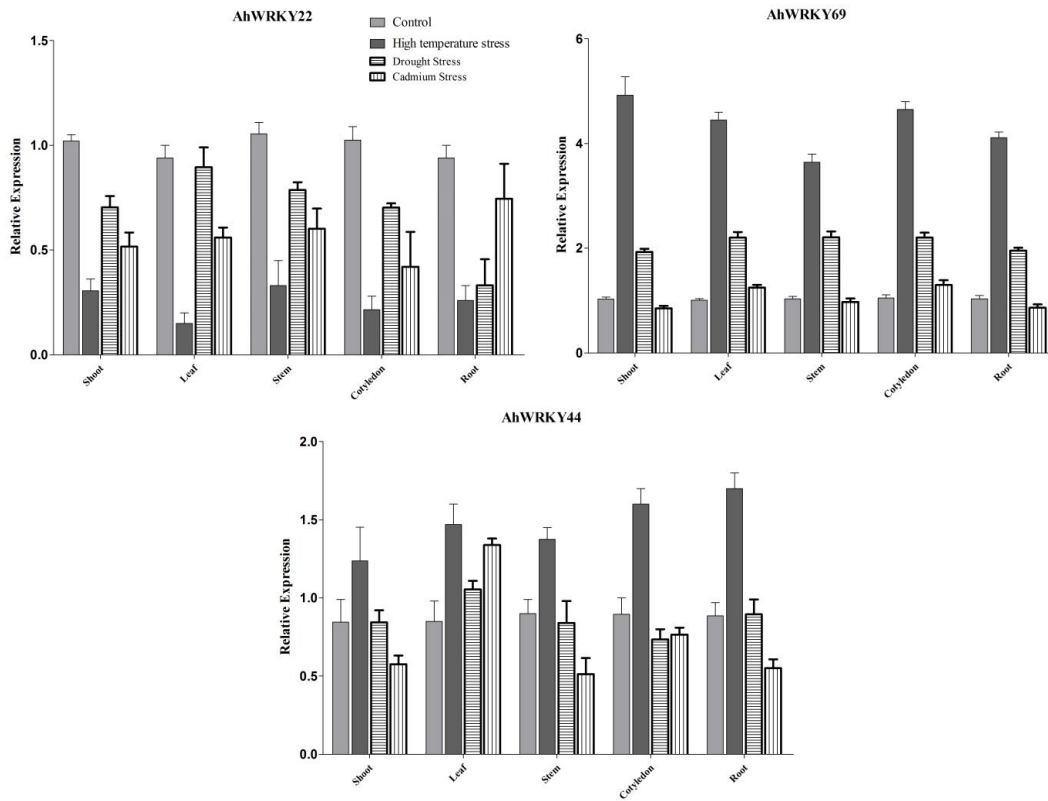 AhWRKY22
Control
High temperature stress
Drought Stress
Cadmium Stress
1.5
1.0
0.5
0.0
Relative Expression
Shoot
Leaf
Stem
Cotyledon
Root
AhWRKY69
6
4
2
0
Relative Expression
Shoot
Leaf
Stem
Cotyledon
Root
AhWRKY44
2.0
1.5
1.0
0.5
0.0
Relative Expression
Shoot
Leaf
Stem
Cotyledon
Root